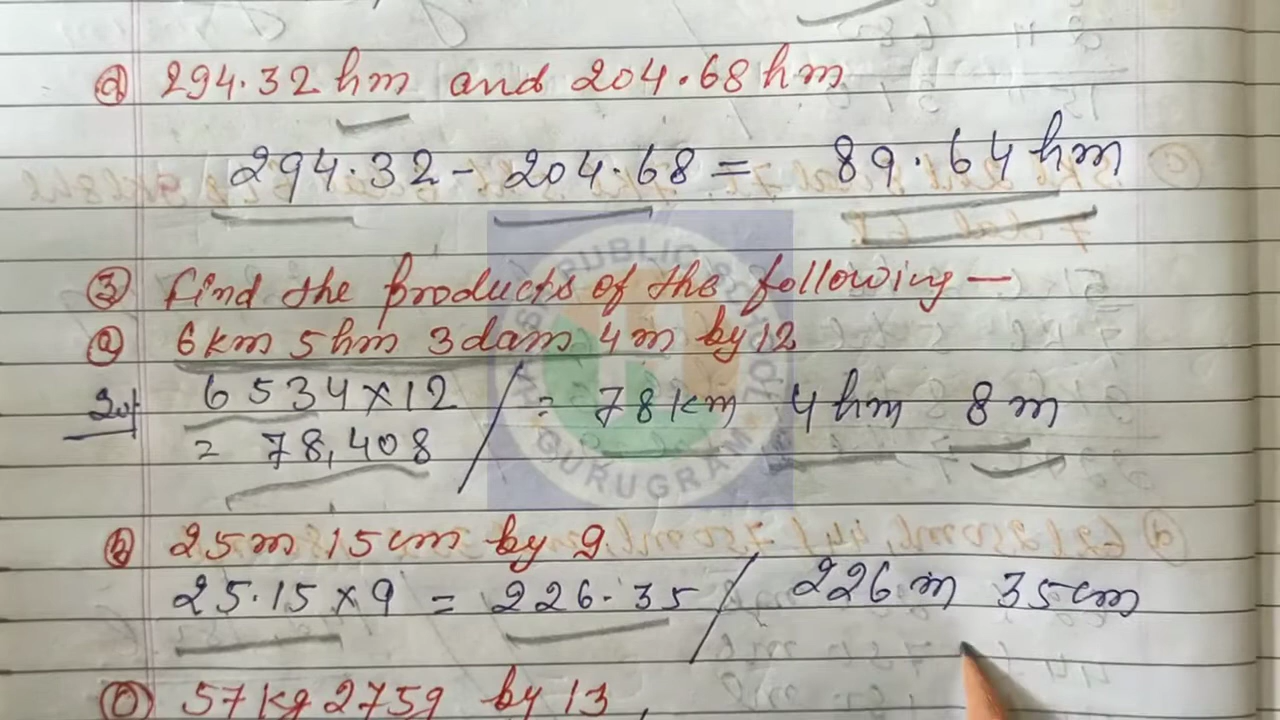 d 294.32 hm and 204.68 hm
294.32 - 204.68 = 89.64 hm
3 Find the products of the following —
a 6 km 5 hm 3 dam 4 m by 12
Sol 6534 × 12 / = 78 km 4 hm 8 m
= 78,408
b 25 m 15 cm by 9
25.15 × 9 = 226.35 / 226 m 35 cm
c 57 kg 275 g by 13
PUBLIC
GURUGRAM